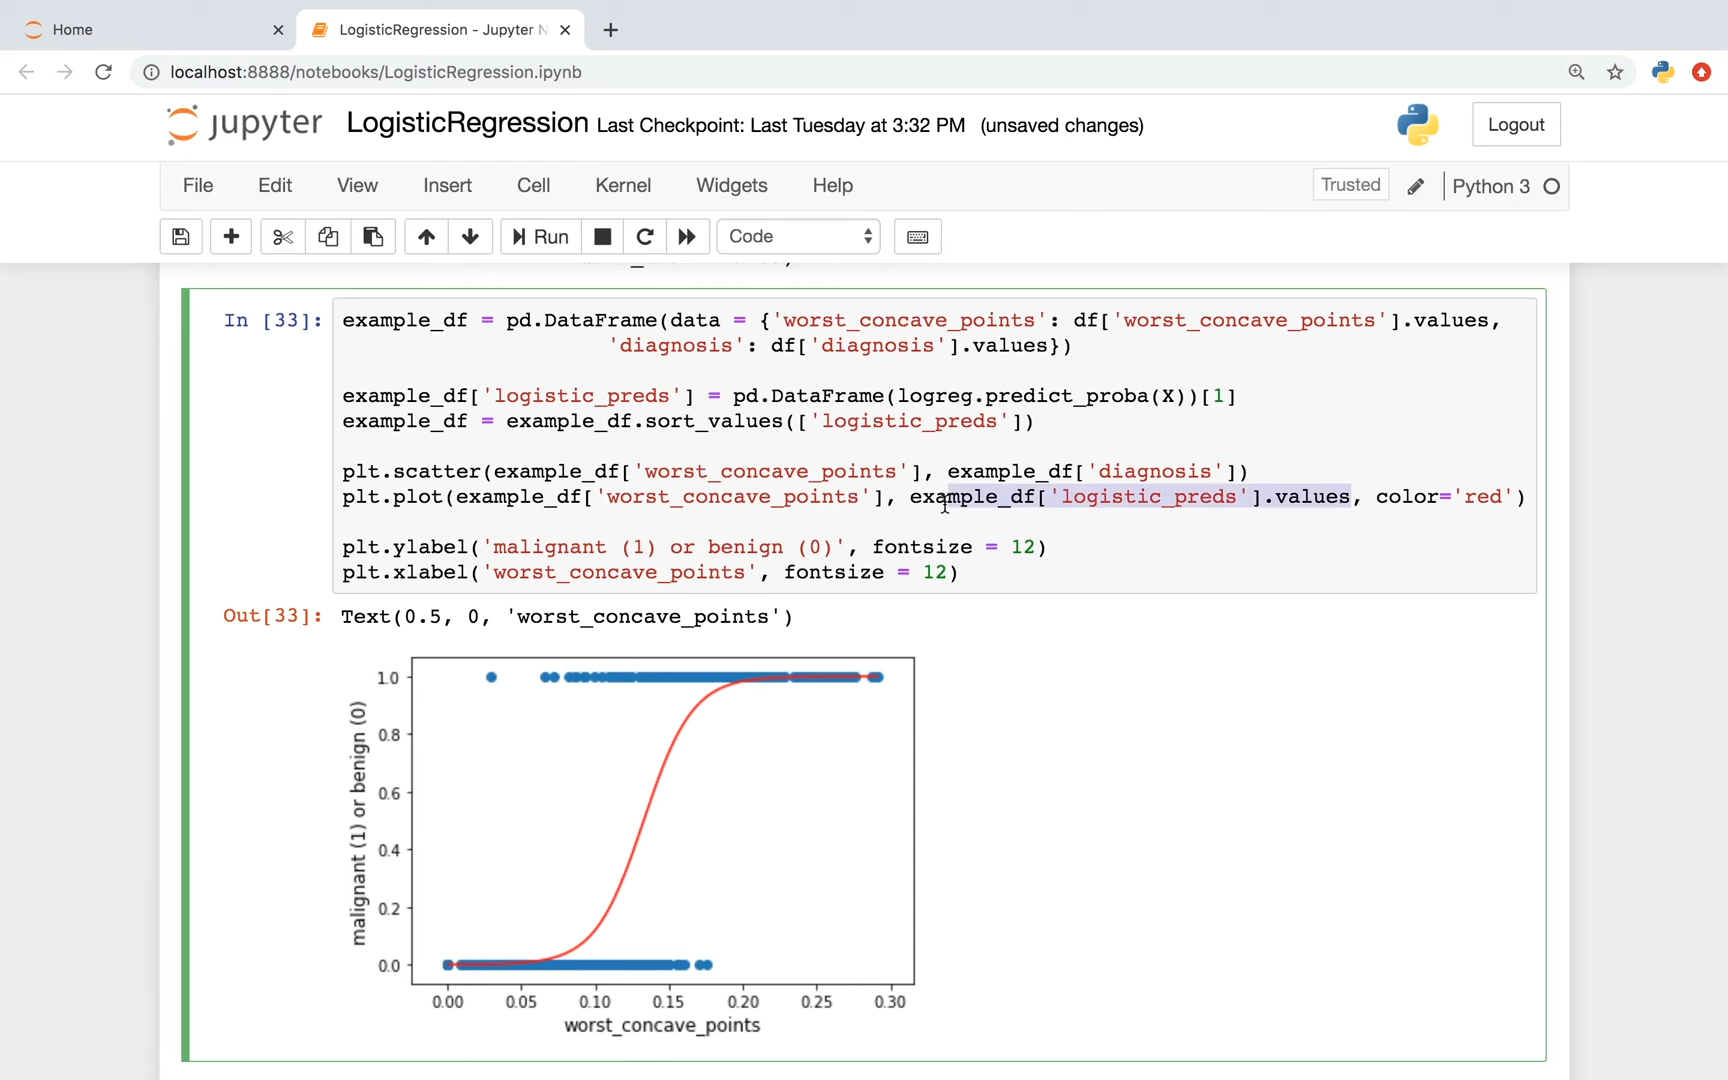 Home
LogisticRegression - Jupyter N
localhost:8888/notebooks/LogisticRegression.ipynb
jupyter LogisticRegression Last Checkpoint: Last Tuesday at 3:32 PM (unsaved changes)
Logout
File Edit View Insert Cell Kernel Widgets Help Trusted Python 3
Run Code
In [33]: example_df = pd.DataFrame(data = {'worst_concave_points': df['worst_concave_points'].values,
'diagnosis': df['diagnosis'].values})
example_df['logistic_preds'] = pd.DataFrame(logreg.predict_proba(X))[1]
example_df = example_df.sort_values(['logistic_preds'])
plt.scatter(example_df['worst_concave_points'], example_df['diagnosis'])
plt.plot(example_df['worst_concave_points'], example_df['logistic_preds'].values, color='red')
plt.ylabel('malignant (1) or benign (0)', fontsize = 12)
plt.xlabel('worst_concave_points', fontsize = 12)
Out[33]: Text(0.5, 0, 'worst_concave_points')
malignant (1) or benign (0)
1.0
0.8
0.6
0.4
0.2
0.0
0.00 0.05 0.10 0.15 0.20 0.25 0.30
worst_concave_points